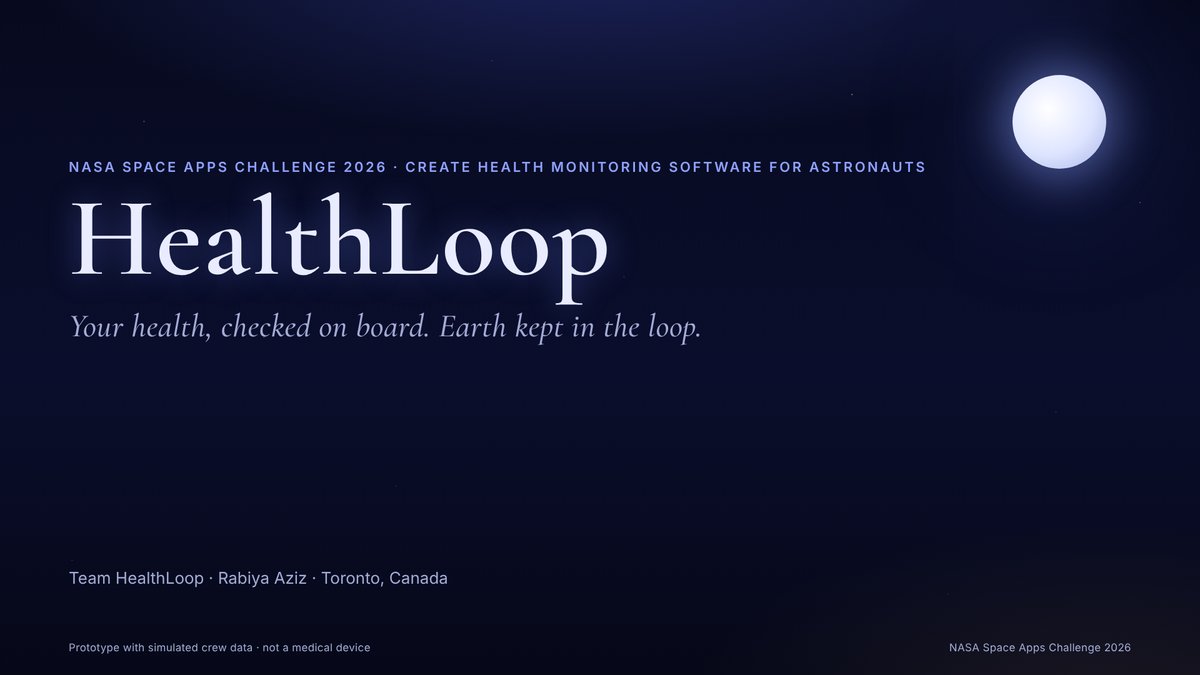 NASA SPACE APPS CHALLENGE 2026 · CREATE HEALTH MONITORING SOFTWARE FOR ASTRONAUTS
HealthLoop
Your health, checked on board. Earth kept in the loop.
Team HealthLoop · Rabiya Aziz · Toronto, Canada
Prototype with simulated crew data · not a medical device
NASA Space Apps Challenge 2026